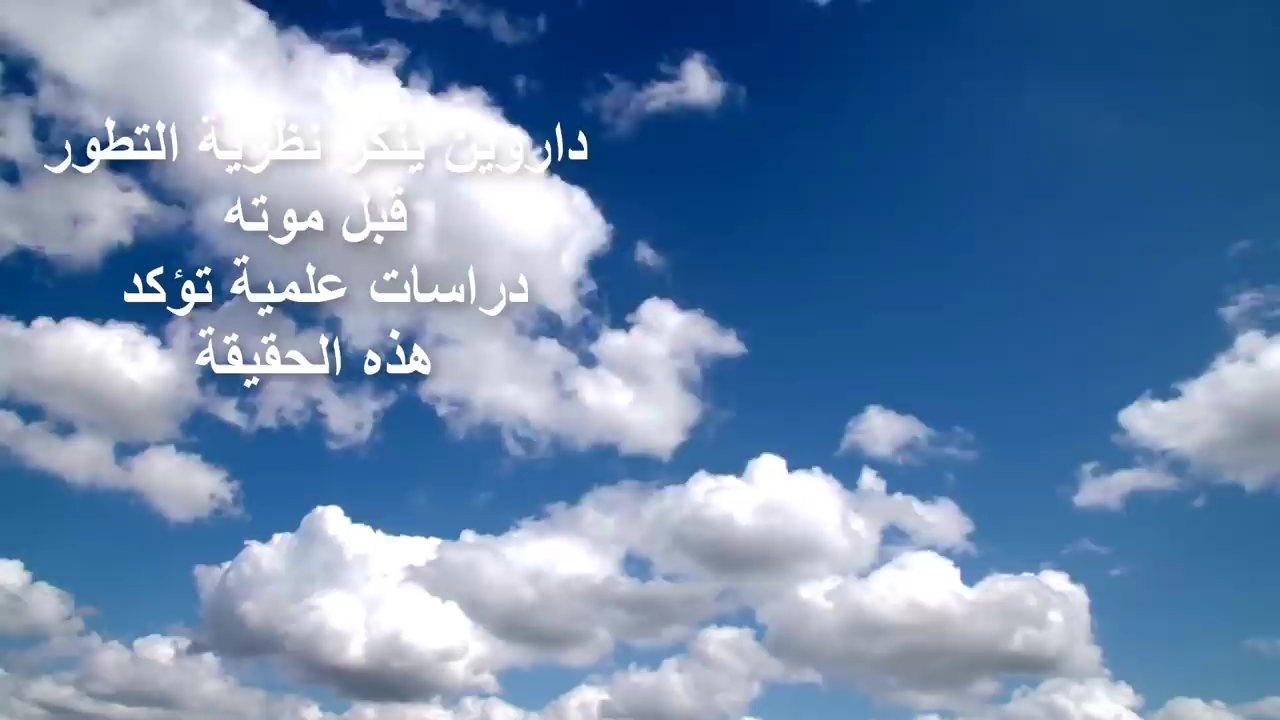 داروين ينكر نظرية التطور
قبل موته
دراسات علمية تؤكد
هذه الحقيقة